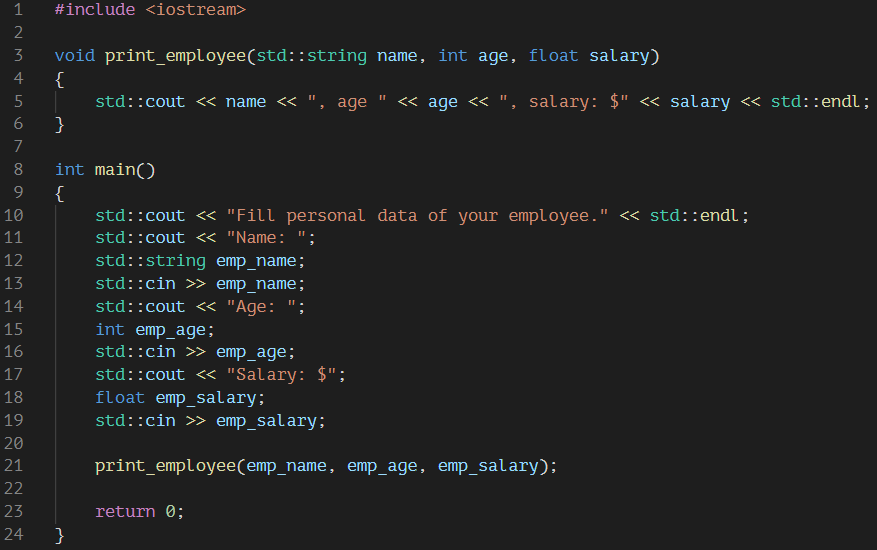 1 #include <iostream>
2
3 void print_employee(std::string name, int age, float salary)
4 {
5     std::cout << name << ", age " << age << ", salary: $" << salary << std::endl;
6 }
7
8 int main()
9 {
10     std::cout << "Fill personal data of your employee." << std::endl;
11     std::cout << "Name: ";
12     std::string emp_name;
13     std::cin >> emp_name;
14     std::cout << "Age: ";
15     int emp_age;
16     std::cin >> emp_age;
17     std::cout << "Salary: $";
18     float emp_salary;
19     std::cin >> emp_salary;
20
21     print_employee(emp_name, emp_age, emp_salary);
22
23     return 0;
24 }